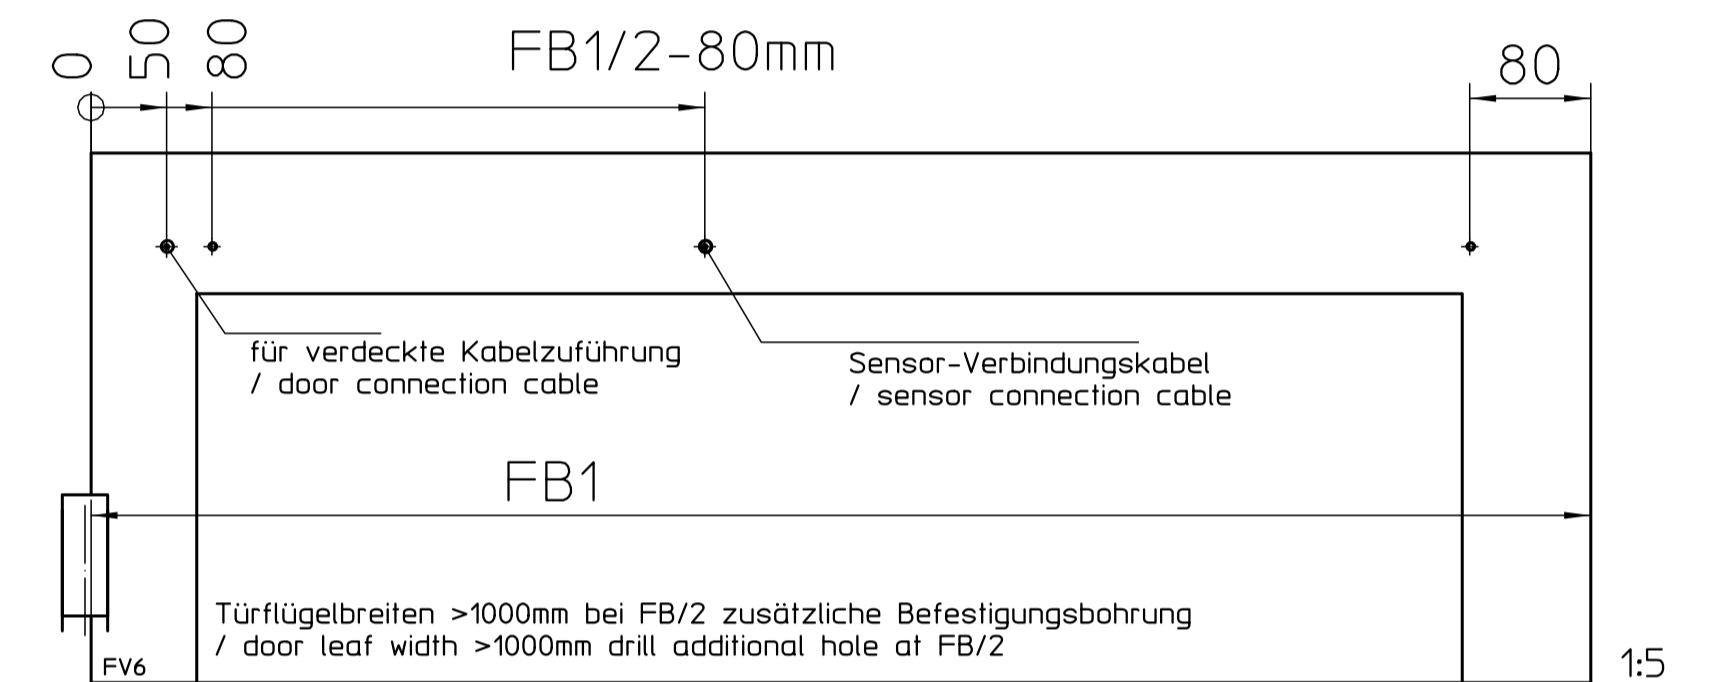 0
50
80
FB1/2-80mm
80
für verdeckte Kabelzuführung
/ door connection cable
Sensor-Verbindungskabel
/ sensor connection cable
FB1
Türflügelbreiten >1000mm bei FB/2 zusätzliche Befestigungsbohrung
/ door leaf width >1000mm drill additional hole at FB/2
FV6
1:5